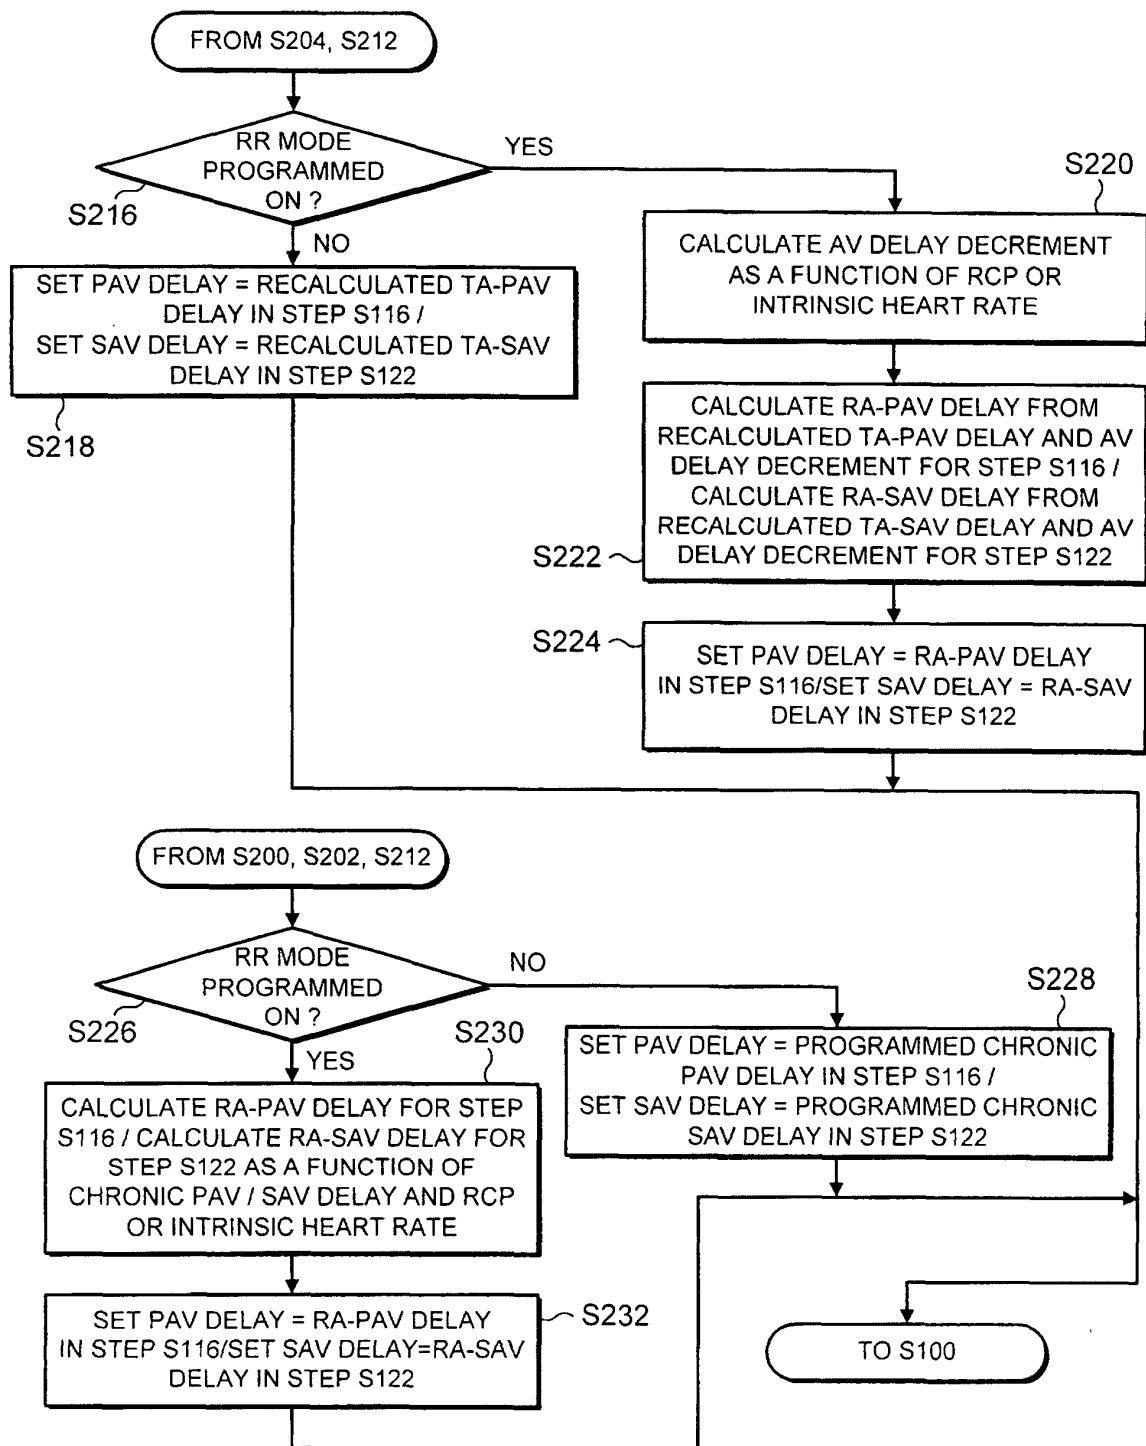 FROM S204, S212
RR MODE
PROGRAMMED
ON ?
YES
S216
NO
SET PAV DELAY = RECALCULATED TA-PAV
DELAY IN STEP S116 /
SET SAV DELAY = RECALCULATED TA-SAV
DELAY IN STEP S122
S218
S220
CALCULATE AV DELAY DECREMENT
AS A FUNCTION OF RCP OR
INTRINSIC HEART RATE
CALCULATE RA-PAV DELAY FROM
RECALCULATED TA-PAV DELAY AND AV
DELAY DECREMENT FOR STEP S116 /
CALCULATE RA-SAV DELAY FROM
RECALCULATED TA-SAV DELAY AND AV
DELAY DECREMENT FOR STEP S122
S222
S224
SET PAV DELAY = RA-PAV DELAY
IN STEP S116/SET SAV DELAY = RA-SAV
DELAY IN STEP S122
FROM S200, S202, S212
RR MODE
PROGRAMMED
ON ?
NO
S226
YES
S228
SET PAV DELAY = PROGRAMMED CHRONIC
PAV DELAY IN STEP S116 /
SET SAV DELAY = PROGRAMMED CHRONIC
SAV DELAY IN STEP S122
S230
CALCULATE RA-PAV DELAY FOR STEP
S116 / CALCULATE RA-SAV DELAY FOR
STEP S122 AS A FUNCTION OF
CHRONIC PAV / SAV DELAY AND RCP
OR INTRINSIC HEART RATE
SET PAV DELAY = RA-PAV DELAY
IN STEP S116/SET SAV DELAY=RA-SAV
DELAY IN STEP S122
S232
TO S100